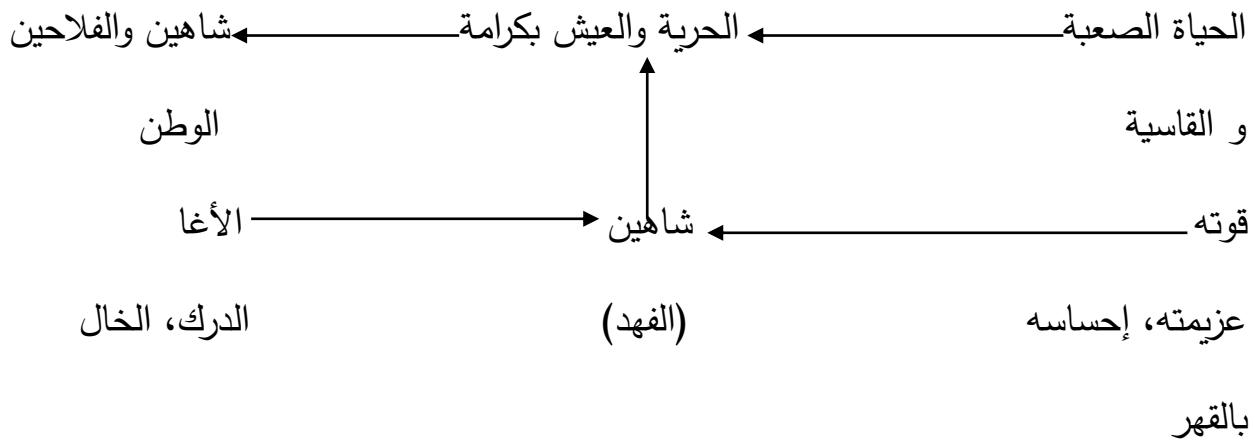 الحياة الصعبة الحرية والعيش بكرامة شاهين والفلاحين
و القاسية الوطن
قوته شاهين الأغا
عزيمته، إحساسه (الفهد) الدرك، الخال
بالقهر